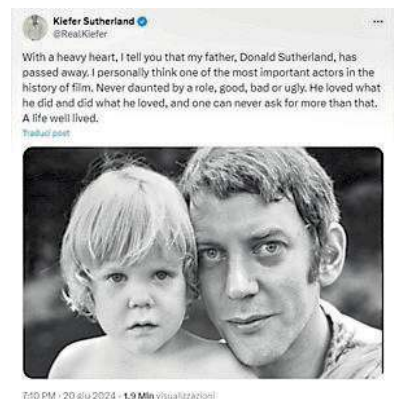 Kiefer Sutherland
@RealKiefer
With a heavy heart, I tell you that my father, Donald Sutherland, has
passed away. I personally think one of the most important actors in the
history of film. Never daunted by a role, good, bad or ugly. He loved what
he did and did what he loved, and one can never ask for more than that.
A life well lived.
Traduci post
7:10 PM · 20 giu 2024 · 1,9 Mln visualizzazioni